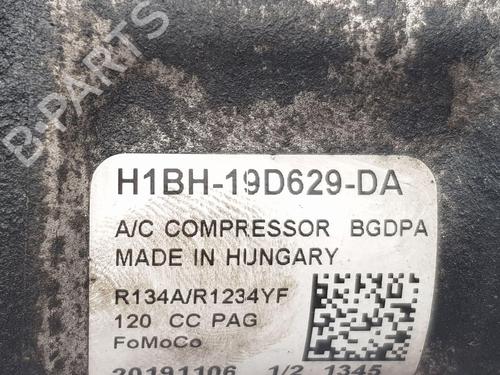 B-PARTS
H1BH-19D629-DA
A/C COMPRESSOR BGDPA
MADE IN HUNGARY
R134A/R1234YF
120 CC PAG
FoMoCo
20191106 1/2 1345
B-PARTS